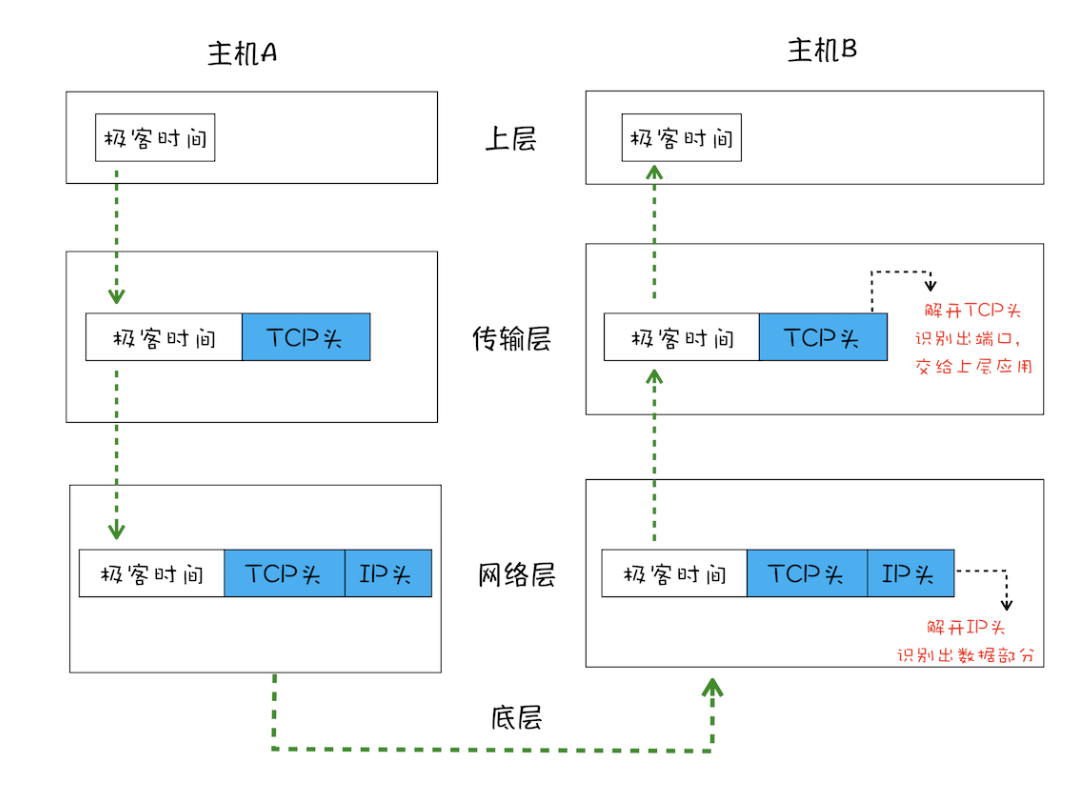 主机A
主机B
极客时间
上层
极客时间
极客时间
TCP头
传输层
极客时间
TCP头
解开TCP头
识别出端口,
交给上层应用
极客时间
TCP头
IP头
网络层
极客时间
TCP头
IP头
解开IP头
识别出数据部分
底层